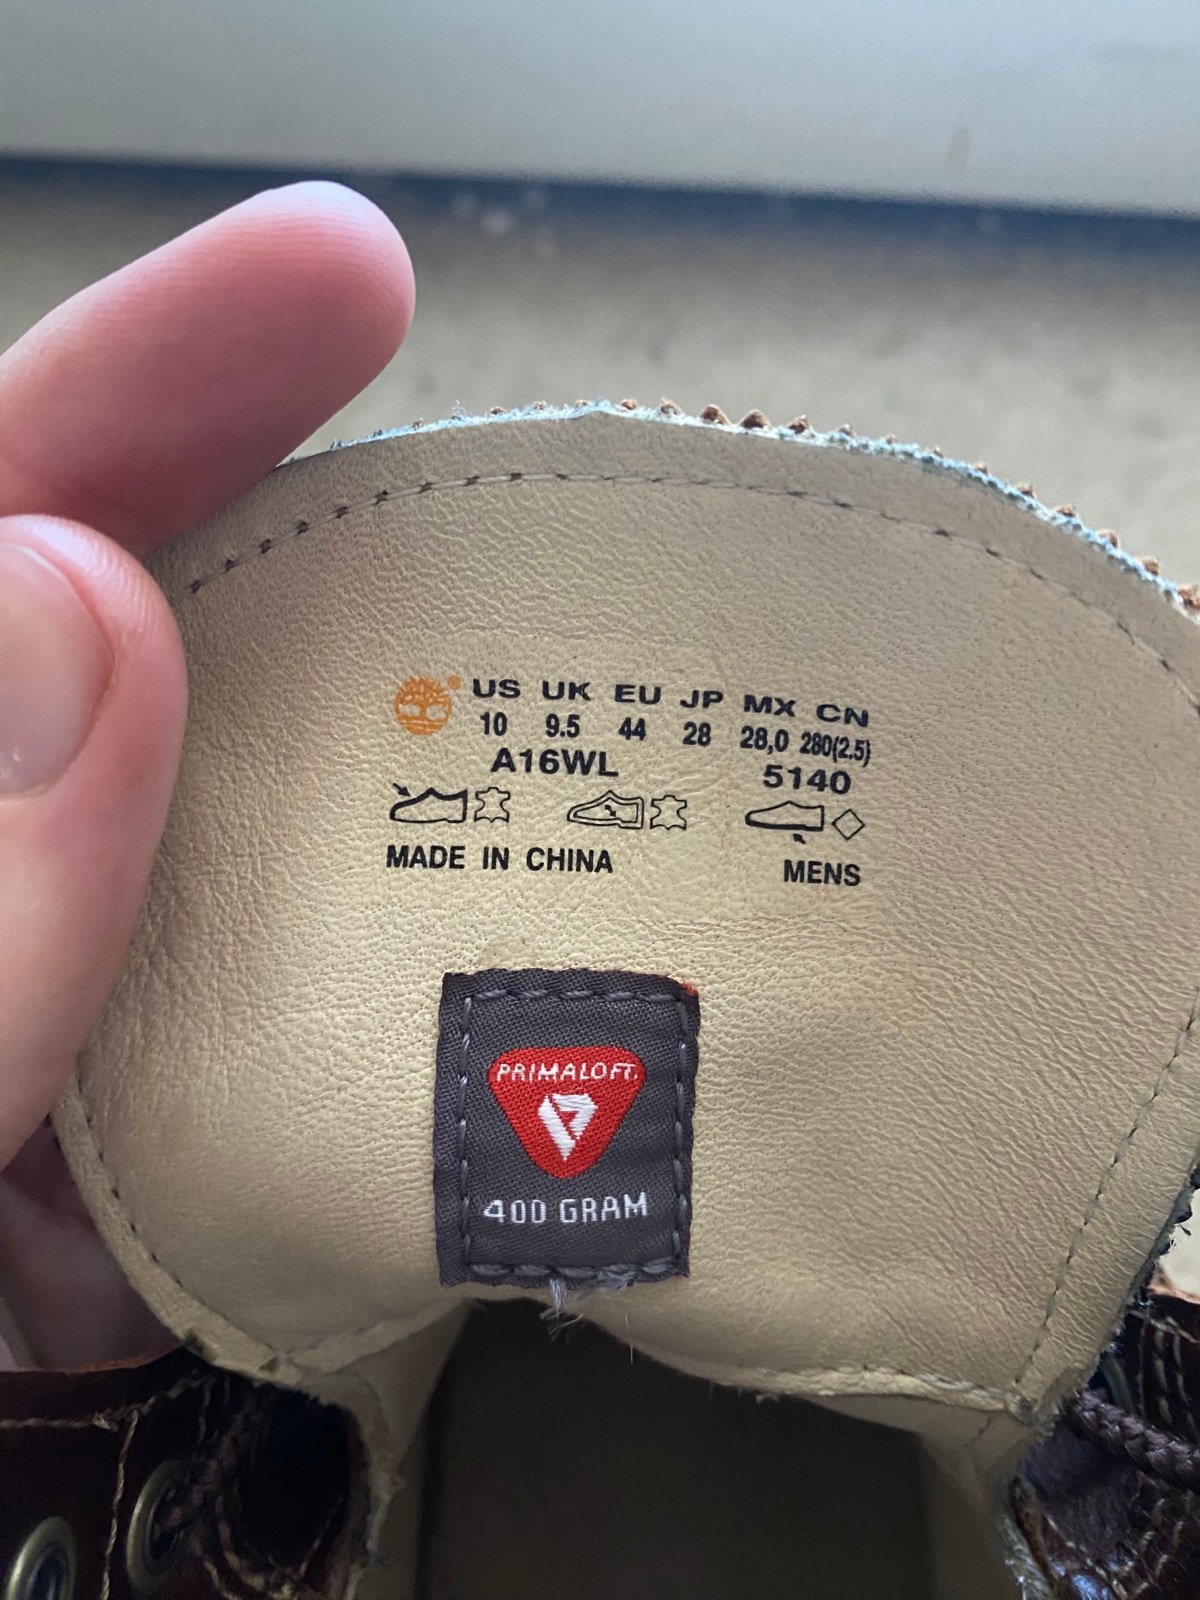 ® US UK EU JP MX CN
10 9.5 44 28 28,0 280(2.5)
A16WL 5140
MADE IN CHINA MENS
PRIMALOFT.
400 GRAM